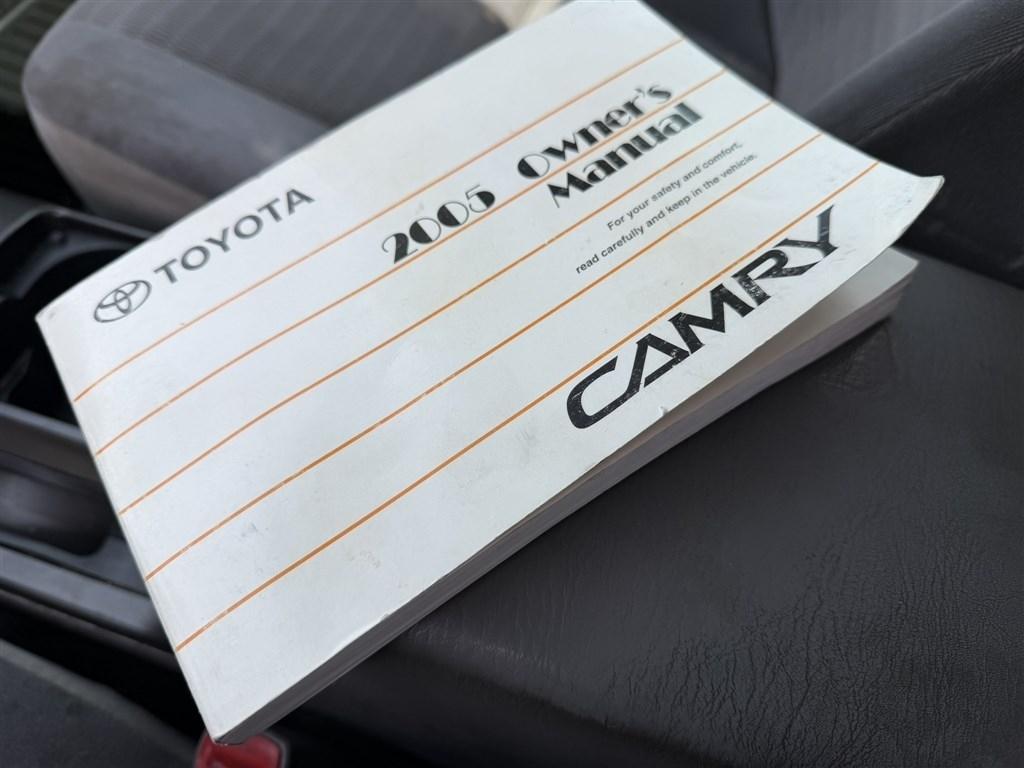 TOYOTA
2005 Owner's
Manual
For your safety and comfort,
read carefully and keep in the vehicle.
CAMRY